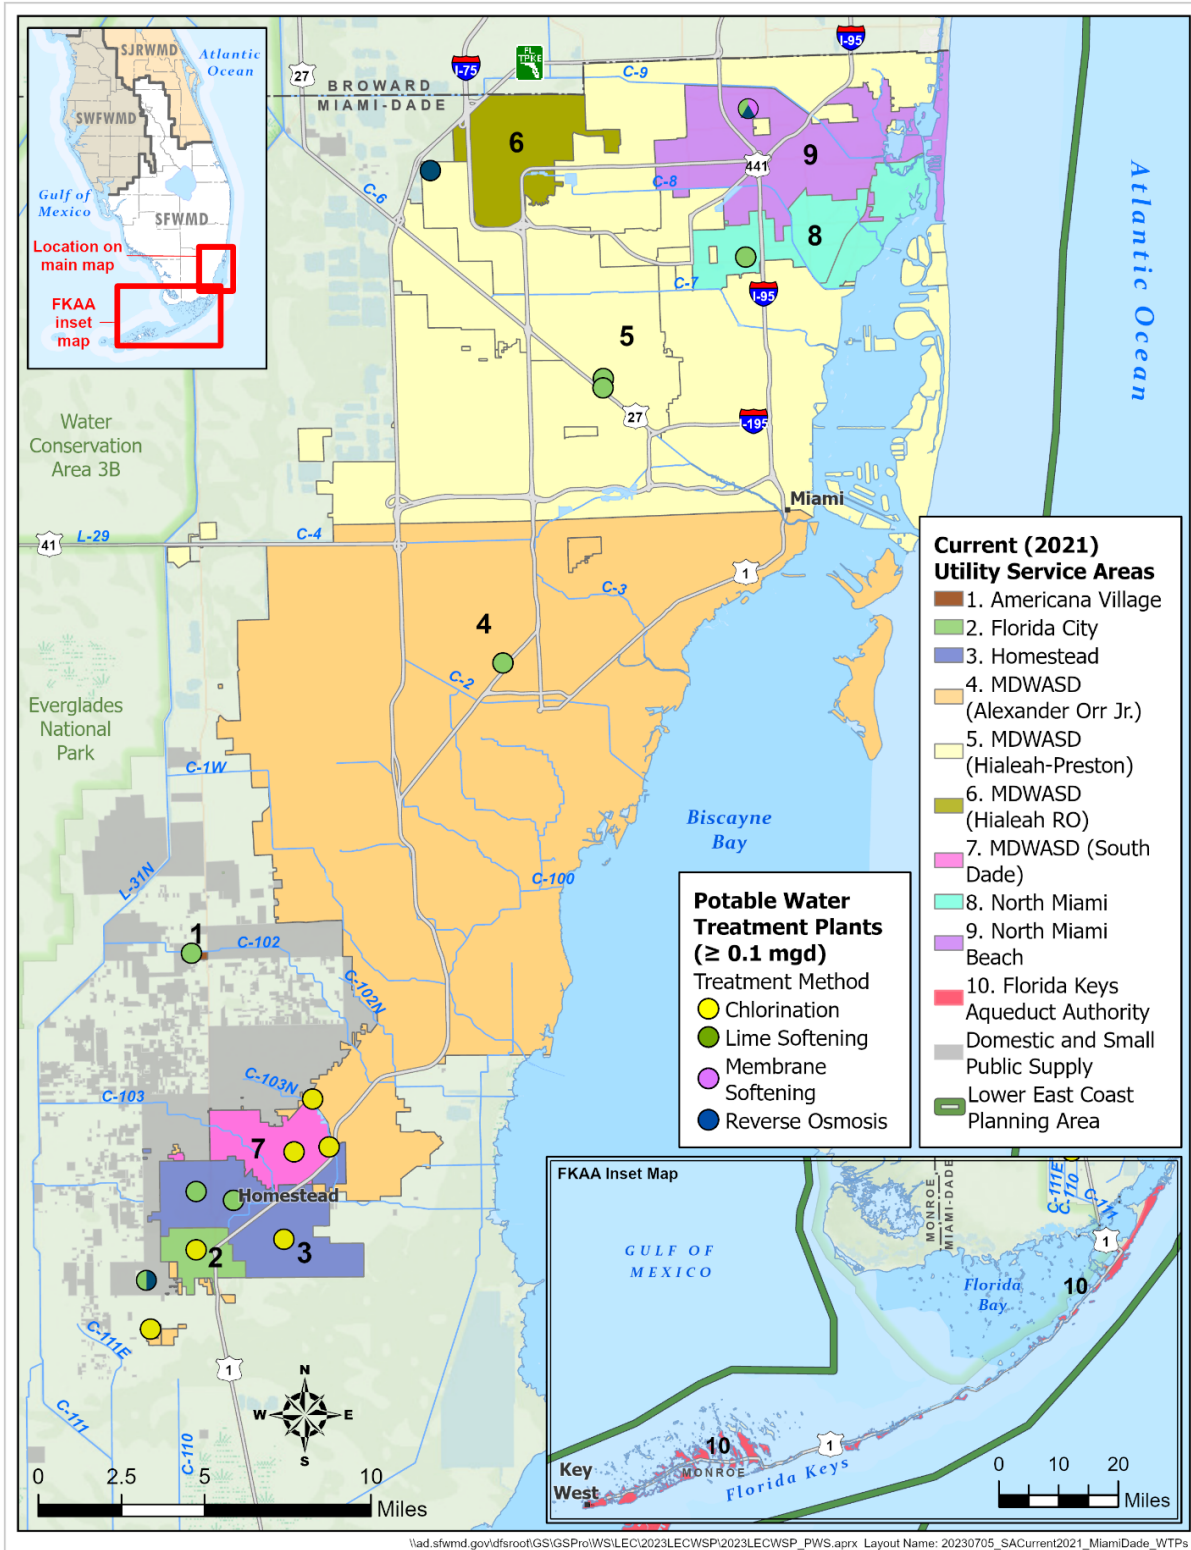 SJRWMD
Atlantic
Ocean
SWFWMD
Gulf of
Mexico
SFWMD
Location on
main map
FKAA
inset
map
27
I-75
FL
TPKE
I-95
C-9
BROWARD
MIAMI-DADE
6
9
441
C-6
C-8
8
C-7
I-95
5
27
I-195
Atlantic Ocean
Water
Conservation
Area 3B
Miami
41
L-29
C-4
1
C-3
4
C-2
Everglades
National
Park
C-1W
Biscayne
Bay
L-31N
C-100
1
C-102
C-102N
C-103N
C-103
7
Homestead
2
3
C-111E
1
C-111
C-110
N
W
E
S
0
2.5
5
10
Miles
Current (2021)
Utility Service Areas
1. Americana Village
2. Florida City
3. Homestead
4. MDWASD
(Alexander Orr Jr.)
5. MDWASD
(Hialeah-Preston)
6. MDWASD
(Hialeah RO)
7. MDWASD (South
Dade)
8. North Miami
9. North Miami
Beach
10. Florida Keys
Aqueduct Authority
Domestic and Small
Public Supply
Lower East Coast
Planning Area
Potable Water
Treatment Plants
(≥ 0.1 mgd)
Treatment Method
Chlorination
Lime Softening
Membrane
Softening
Reverse Osmosis
FKAA Inset Map
MONROE
MIAMI-DADE
C-111E
C-110
C-111
1
GULF OF
MEXICO
Florida
Bay
10
10
MONROE
1
Key
West
Florida Keys
0
10
20
Miles
\\ad.sfwmd.gov\dfsroot\GS\GSPro\WS\LEC\2023LECWSP\2023LECWSP_PWS.aprx Layout Name: 20230705_SACurrent2021_MiamiDade_WTPs